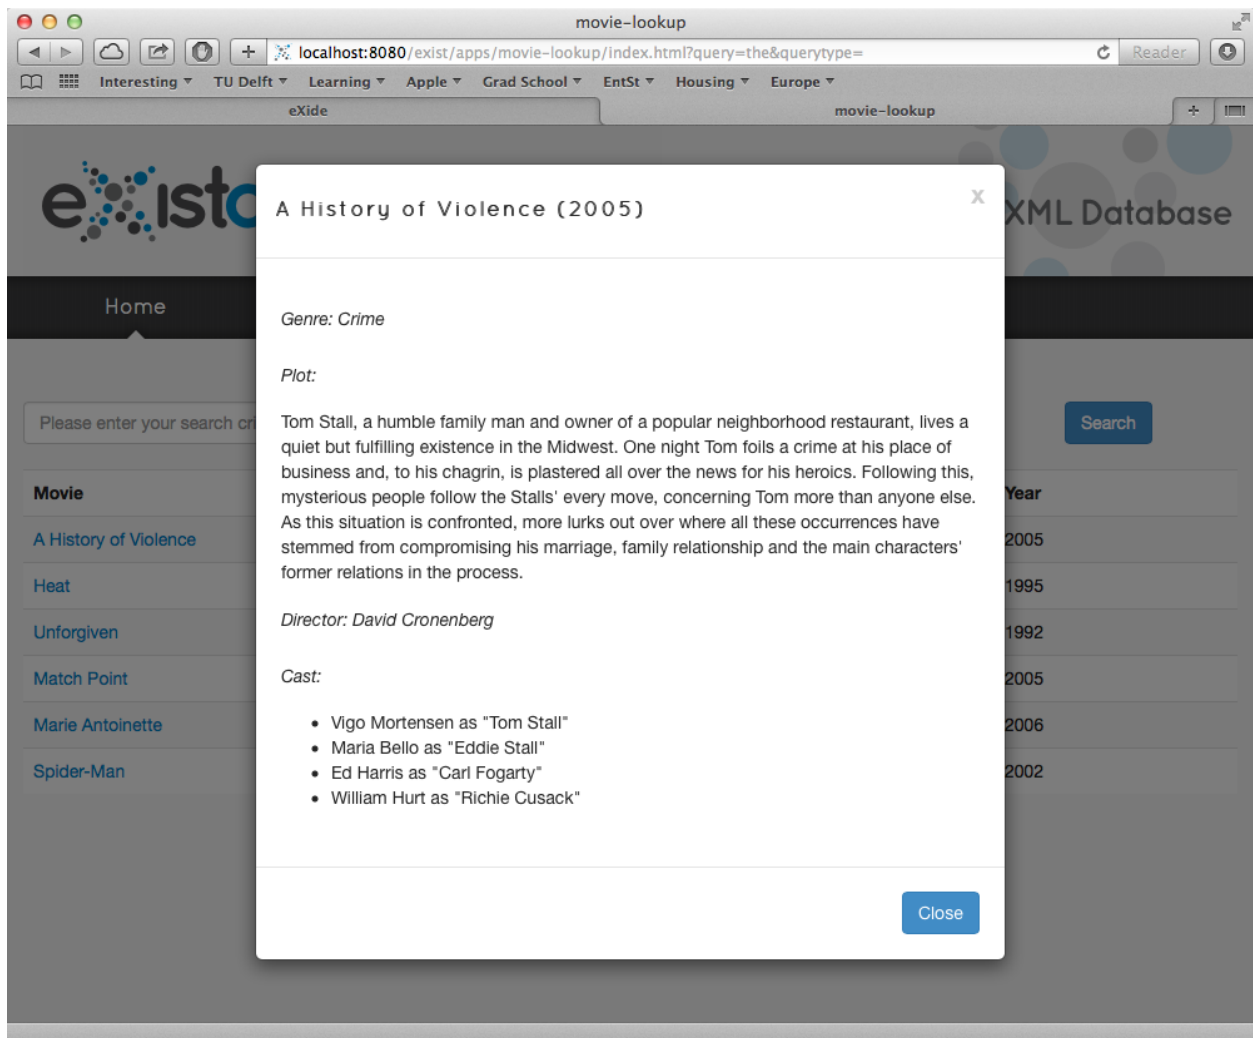 movie-lookup
localhost:8080/exist/apps/movie-lookup/index.html?query=the&querytype=
Reader
Interesting TU Delft Learning Apple Grad School EntSt Housing Europe
eXide movie-lookup
eXist
XML Database
A History of Violence (2005)
x
Home
Genre: Crime
Plot:
Tom Stall, a humble family man and owner of a popular neighborhood restaurant, lives a
quiet but fulfilling existence in the Midwest. One night Tom foils a crime at his place of
business and, to his chagrin, is plastered all over the news for his heroics. Following this,
mysterious people follow the Stalls' every move, concerning Tom more than anyone else.
As this situation is confronted, more lurks out over where all these occurrences have
stemmed from compromising his marriage, family relationship and the main characters'
former relations in the process.
Director: David Cronenberg
Cast:
• Vigo Mortensen as "Tom Stall"
• Maria Bello as "Eddie Stall"
• Ed Harris as "Carl Fogarty"
• William Hurt as "Richie Cusack"
Close
Please enter your search cri
Search
Movie Year
A History of Violence 2005
Heat 1995
Unforgiven 1992
Match Point 2005
Marie Antoinette 2006
Spider-Man 2002